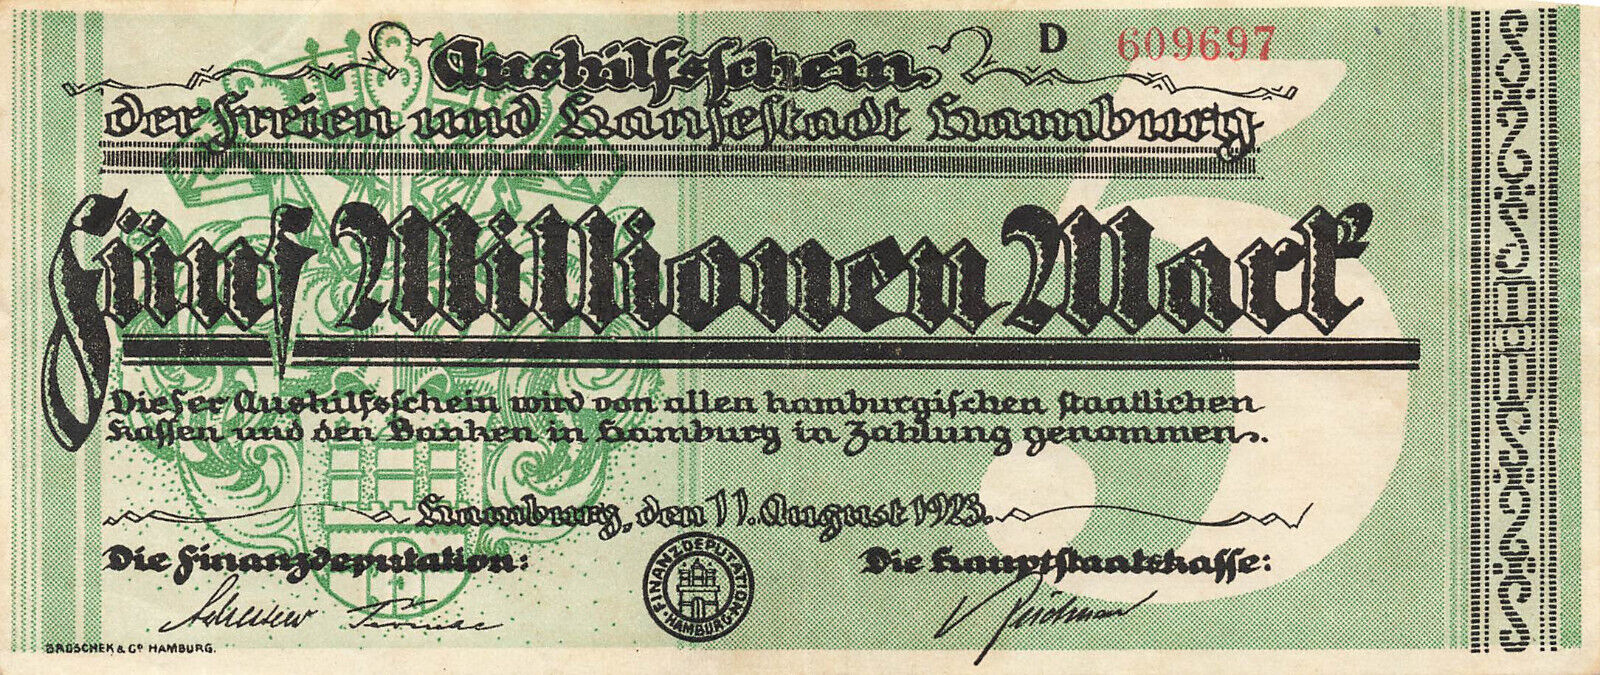 D 609697
Aushilfsschein
der Freien und Hansestadt Hamburg
Fünf Millionen Mark
5
Dieser Aushilfsschein wird von allen hamburgischen staatlichen
Kassen und den Banken in Hamburg in Zahlung genommen.
Hamburg, den 11. August 1923.
Die Finanzdeputation:
Die Hauptstaatskasse:
FINANZDEPUTATION HAMBURG
BROSCHEK & Cº HAMBURG.